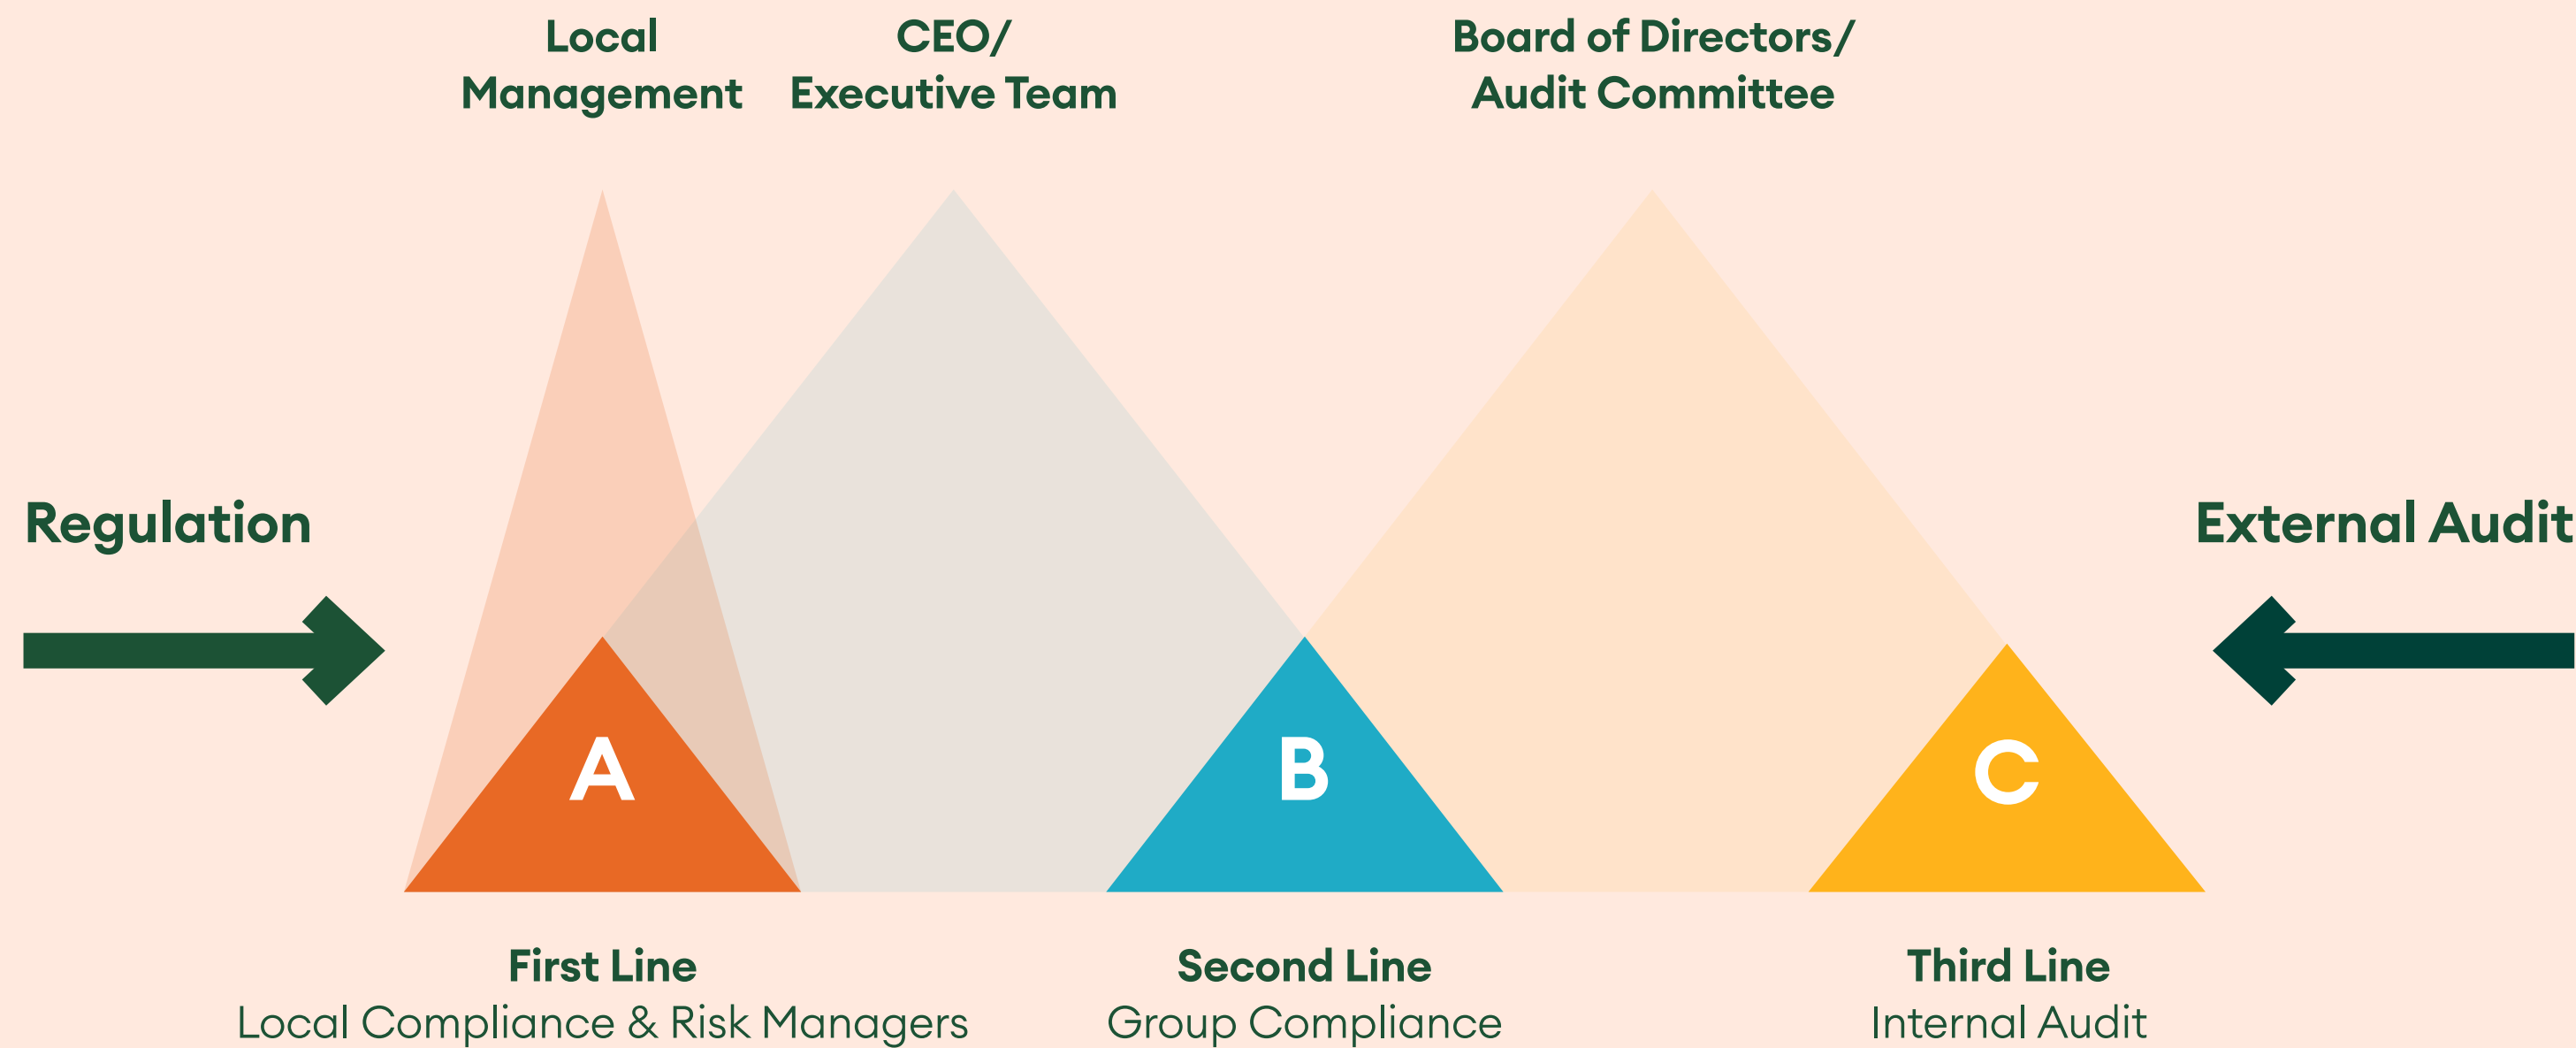 Local
Management
CEO/
Executive Team
Board of Directors/
Audit Committee
Regulation
External Audit
A
B
C
First Line
Local Compliance & Risk Managers
Second Line
Group Compliance
Third Line
Internal Audit